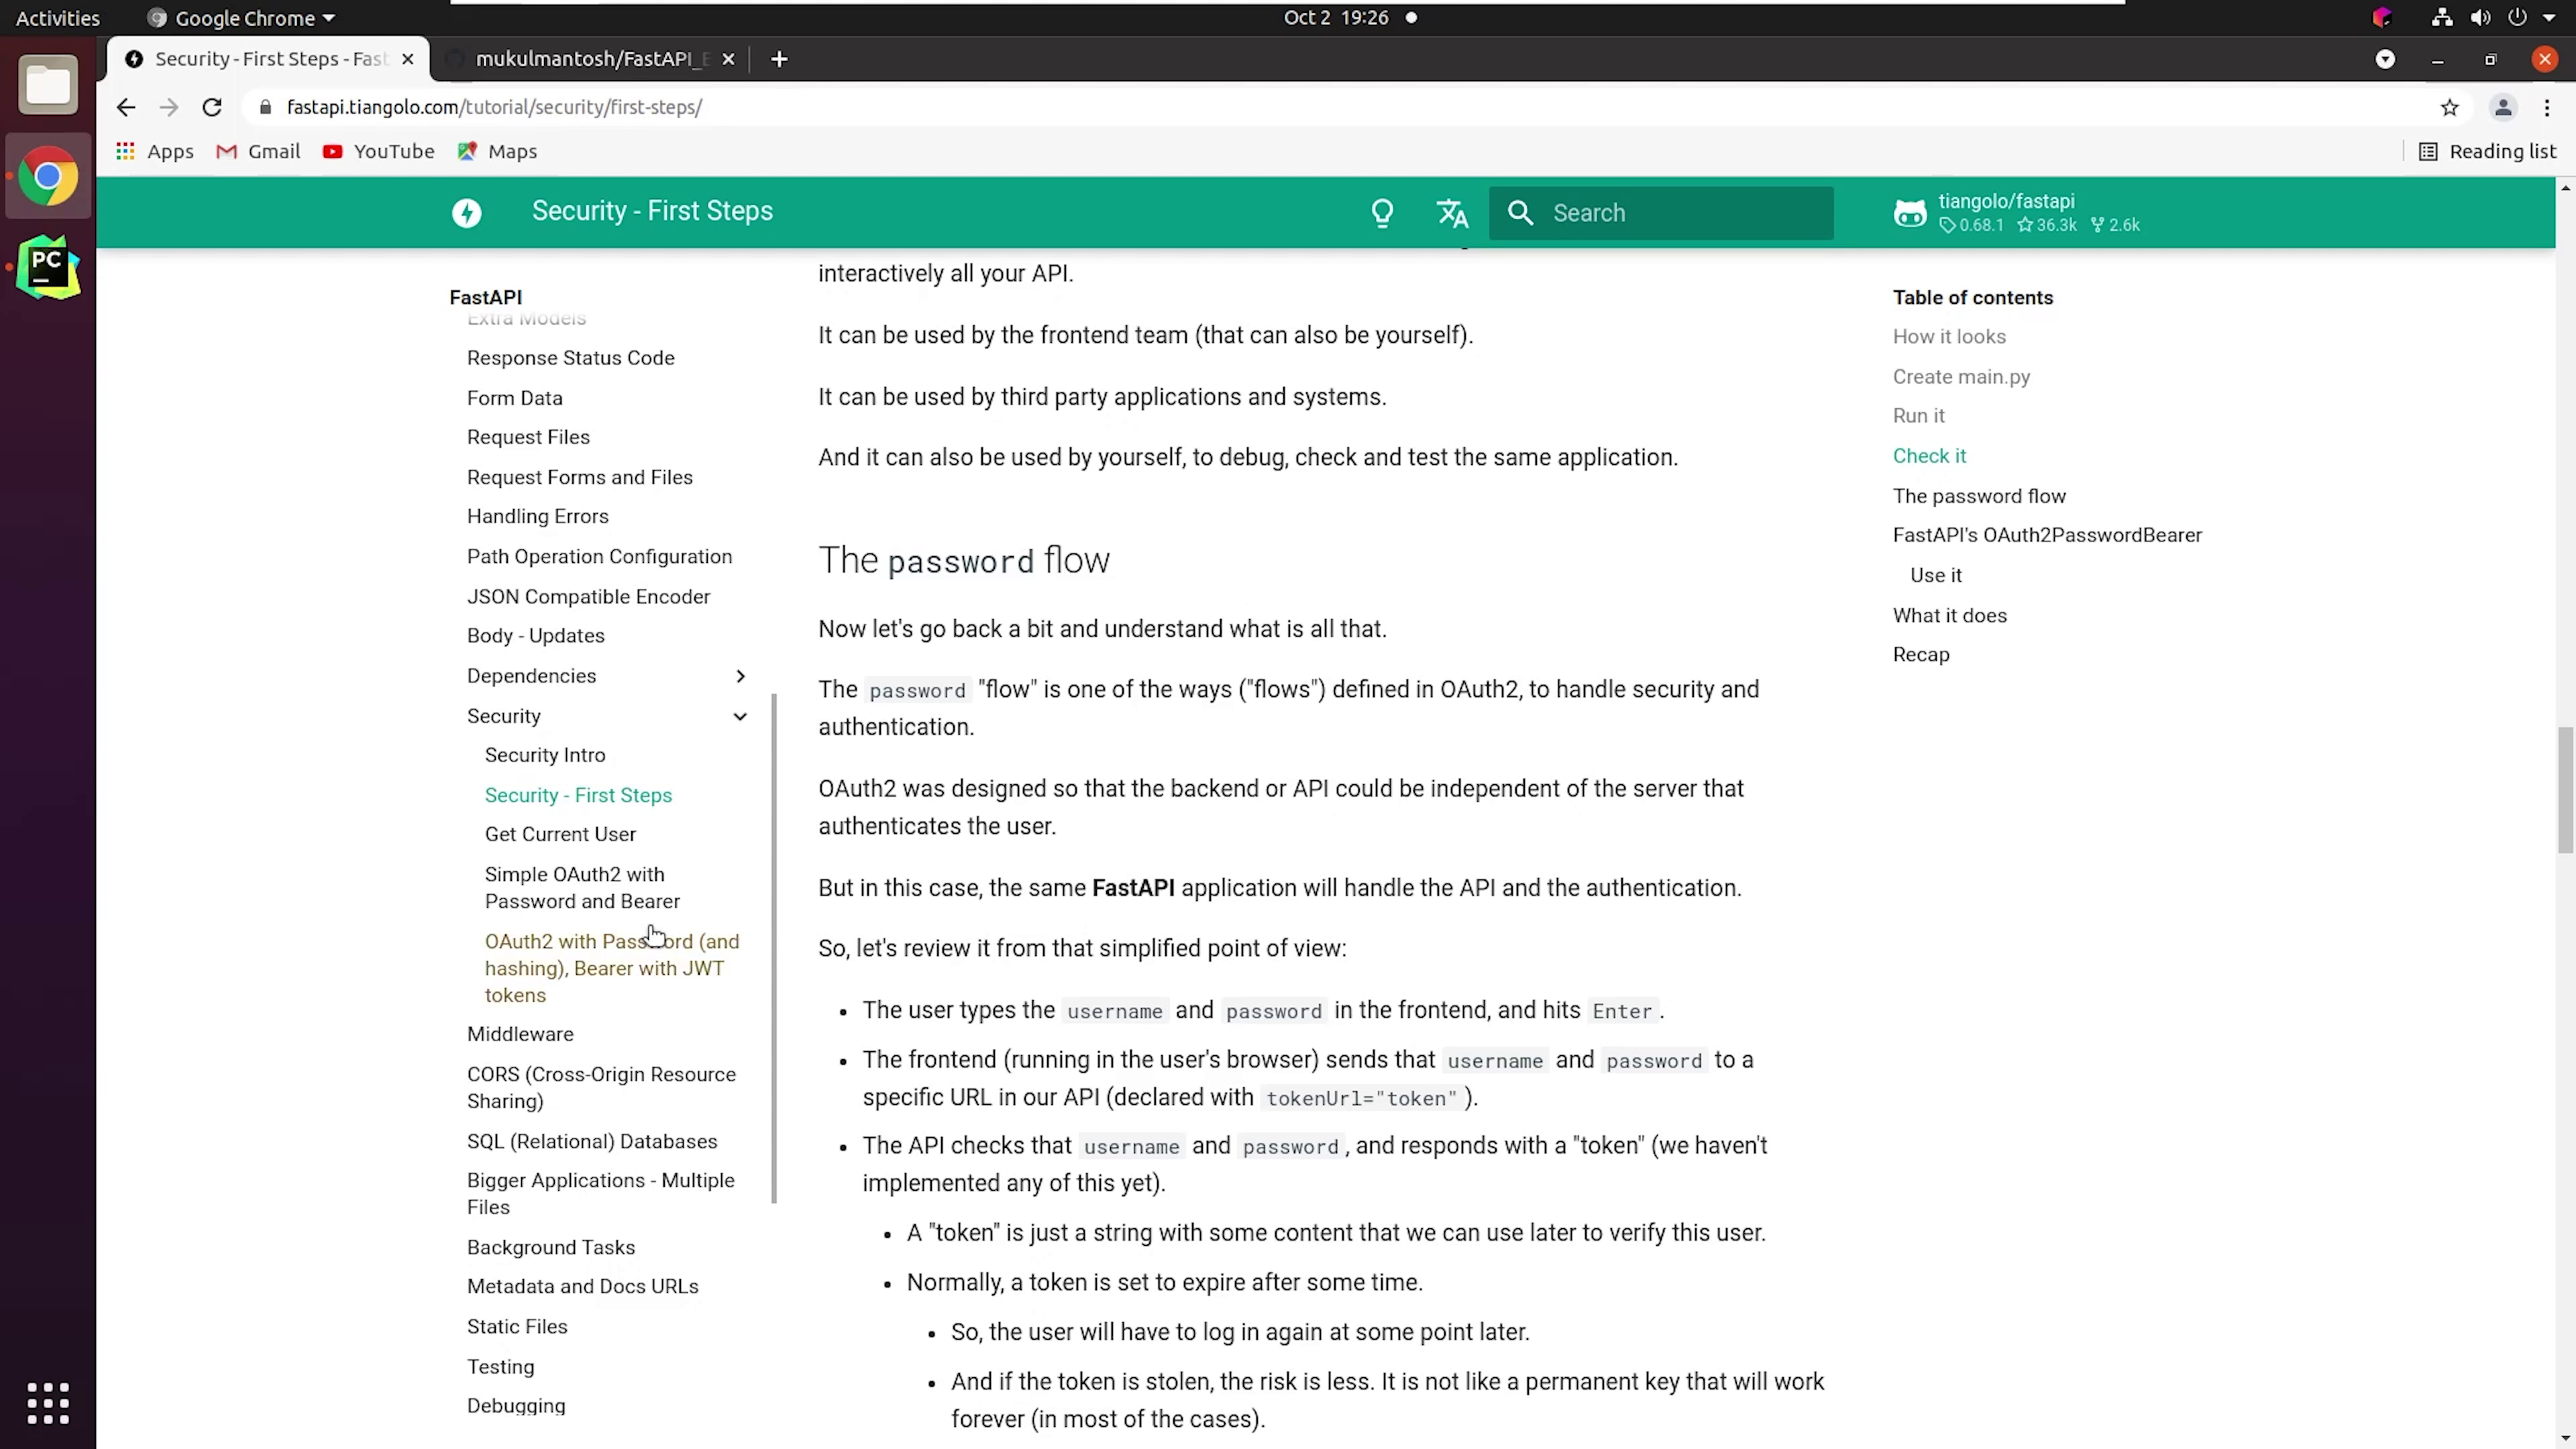 Activities
Google Chrome
Oct 2 19:26
Security - First Steps - Fast
mukulmantosh/FastAPI_E
fastapi.tiangolo.com/tutorial/security/first-steps/
Apps
Gmail
YouTube
Maps
Reading list
PC
Security - First Steps
Search
tiangolo/fastapi
0.68.1 36.3k 2.6k
FastAPI
Extra Models
Response Status Code
Form Data
Request Files
Request Forms and Files
Handling Errors
Path Operation Configuration
JSON Compatible Encoder
Body - Updates
Dependencies
Security
Security Intro
Security - First Steps
Get Current User
Simple OAuth2 with
Password and Bearer
OAuth2 with Password (and
hashing), Bearer with JWT
tokens
Middleware
CORS (Cross-Origin Resource
Sharing)
SQL (Relational) Databases
Bigger Applications - Multiple
Files
Background Tasks
Metadata and Docs URLs
Static Files
Testing
Debugging
interactively all your API.
It can be used by the frontend team (that can also be yourself).
It can be used by third party applications and systems.
And it can also be used by yourself, to debug, check and test the same application.
The password flow
Now let's go back a bit and understand what is all that.
The password "flow" is one of the ways ("flows") defined in OAuth2, to handle security and
authentication.
OAuth2 was designed so that the backend or API could be independent of the server that
authenticates the user.
But in this case, the same FastAPI application will handle the API and the authentication.
So, let's review it from that simplified point of view:
• The user types the username and password in the frontend, and hits Enter.
• The frontend (running in the user's browser) sends that username and password to a
specific URL in our API (declared with tokenUrl="token").
• The API checks that username and password, and responds with a "token" (we haven't
implemented any of this yet).
• A "token" is just a string with some content that we can use later to verify this user.
• Normally, a token is set to expire after some time.
• So, the user will have to log in again at some point later.
• And if the token is stolen, the risk is less. It is not like a permanent key that will work
forever (in most of the cases).
Table of contents
How it looks
Create main.py
Run it
Check it
The password flow
FastAPI's OAuth2PasswordBearer
Use it
What it does
Recap